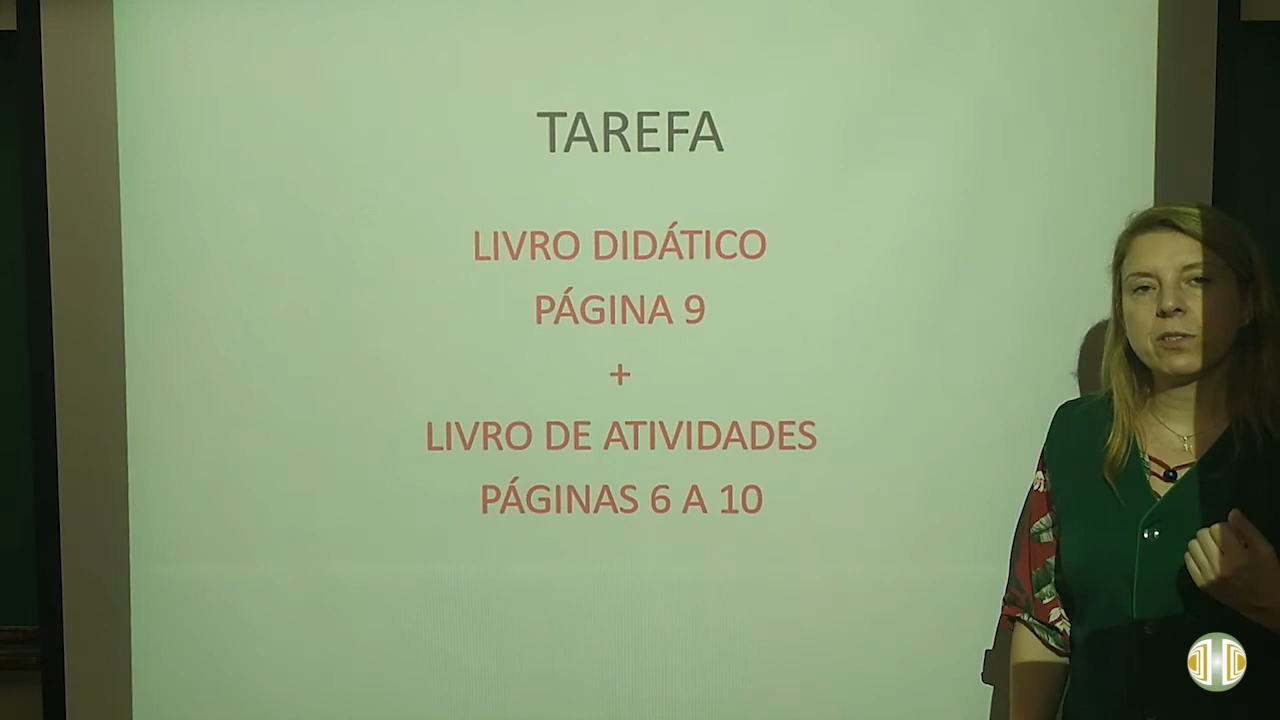 TAREFA
LIVRO DIDÁTICO
PÁGINA 9
+
LIVRO DE ATIVIDADES
PÁGINAS 6 A 10